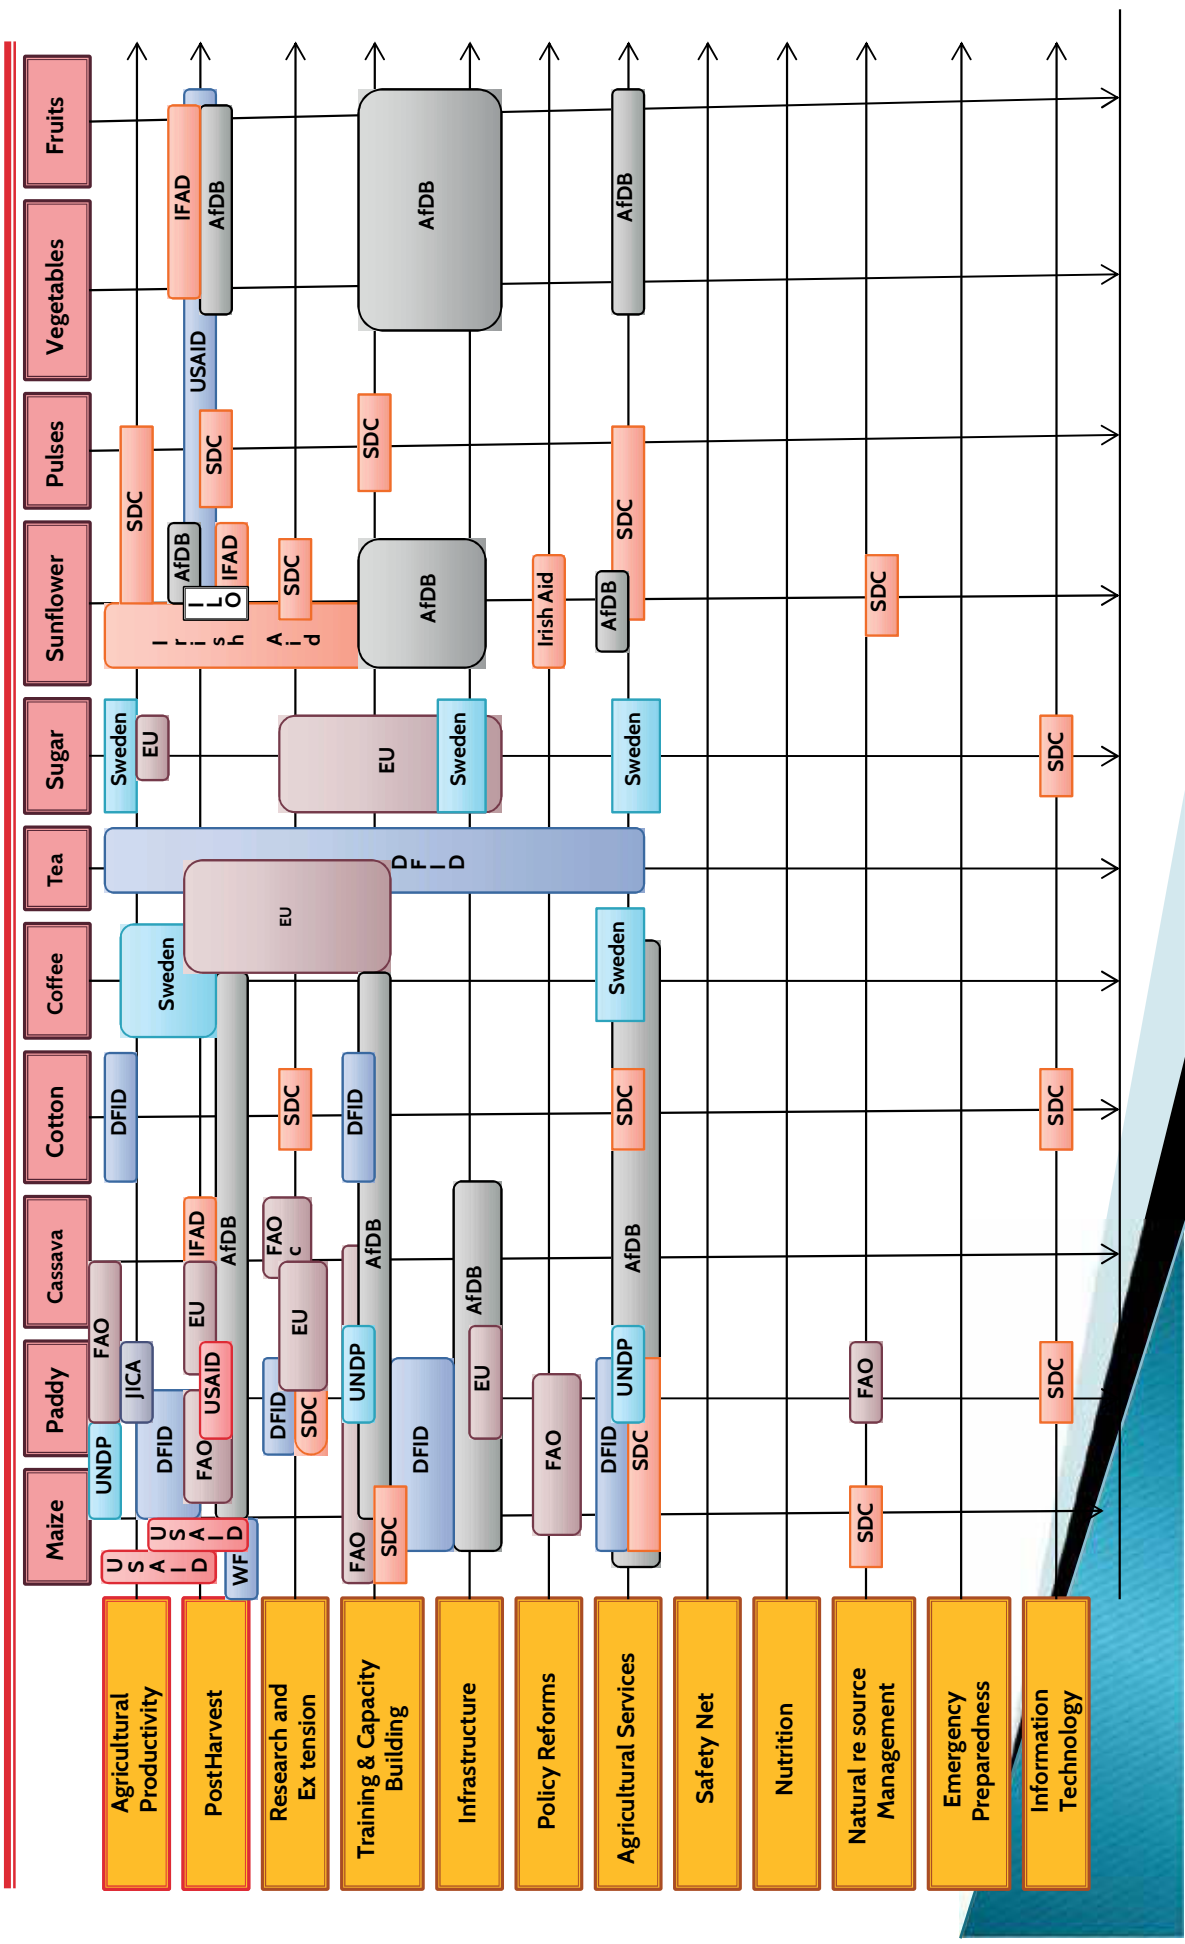 Maize
Paddy
Cassava
Cotton
Coffee
Tea
Sugar
Sunflower
Pulses
Vegetables
Fruits
Agricultural
Productivity
USAID
UNDP
FAO
JICA
DFID
DFID
Sweden
DFID
Sweden
EU
Irish Aid
SDC
PostHarvest
USAID
WF
FAO
USAID
EU
IFAD
AfDB
AfDB
ILO
IFAD
USAID
SDC
IFAD
AfDB
Research and
Ex tension
DFID
SDC
EU
FAO
c
SDC
EU
SDC
Training & Capacity
Building
FAO
SDC
UNDP
AfDB
DFID
EU
AfDB
SDC
AfDB
Infrastructure
DFID
AfDB
EU
Sweden
Policy Reforms
FAO
Irish Aid
Agricultural Services
DFID
SDC
UNDP
AfDB
SDC
Sweden
Sweden
AfDB
SDC
AfDB
Safety Net
Nutrition
Natural re source
Management
SDC
FAO
SDC
Emergency
Preparedness
Information
Technology
SDC
SDC
SDC